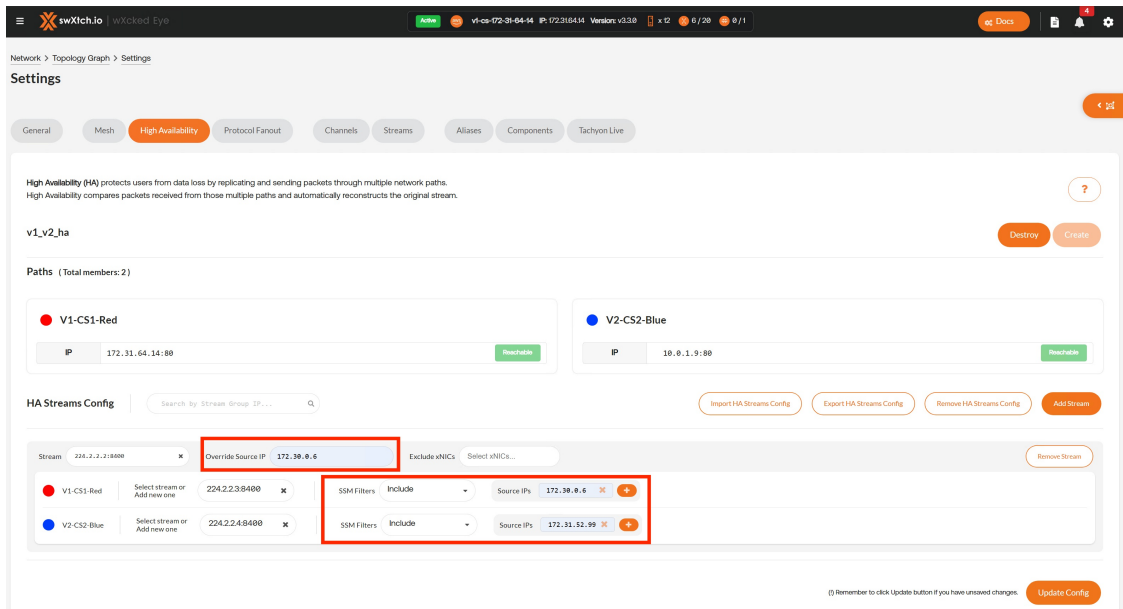 swXtch.io | wXcked Eye
Active v1-cs-172-31-64-14 IP: 172.31.64.14 Version: v3.3.0 x 12 6 / 20 0 / 1 Docs 4
Network > Topology Graph > Settings
Settings
General Mesh High Availability Protocol Fanout Channels Streams Aliases Components Tachyon Live
High Availability (HA) protects users from data loss by replicating and sending packets through multiple network paths.
High Availability compares packets received from those multiple paths and automatically reconstructs the original stream.
?
v1_v2_ha Destroy Create
Paths ( Total members: 2 )
V1-CS1-Red V2-CS2-Blue
IP 172.31.64.14:80 Reachable IP 10.0.1.9:80 Reachable
HA Streams Config Search by Stream Group IP... Import HA Streams Config Export HA Streams Config Remove HA Streams Config Add Stream
Stream 224.2.2.2:8400 × Override Source IP 172.30.0.6 Exclude xNICs Select xNICs... Remove Stream
V1-CS1-Red Select stream or
Add new one 224.2.2.3:8400 × SSM Filters Include Source IPs 172.30.0.6 × +
V2-CS2-Blue Select stream or
Add new one 224.2.2.4:8400 × SSM Filters Include Source IPs 172.31.52.99 × +
(!) Remember to click Update button if you have unsaved changes. Update Config